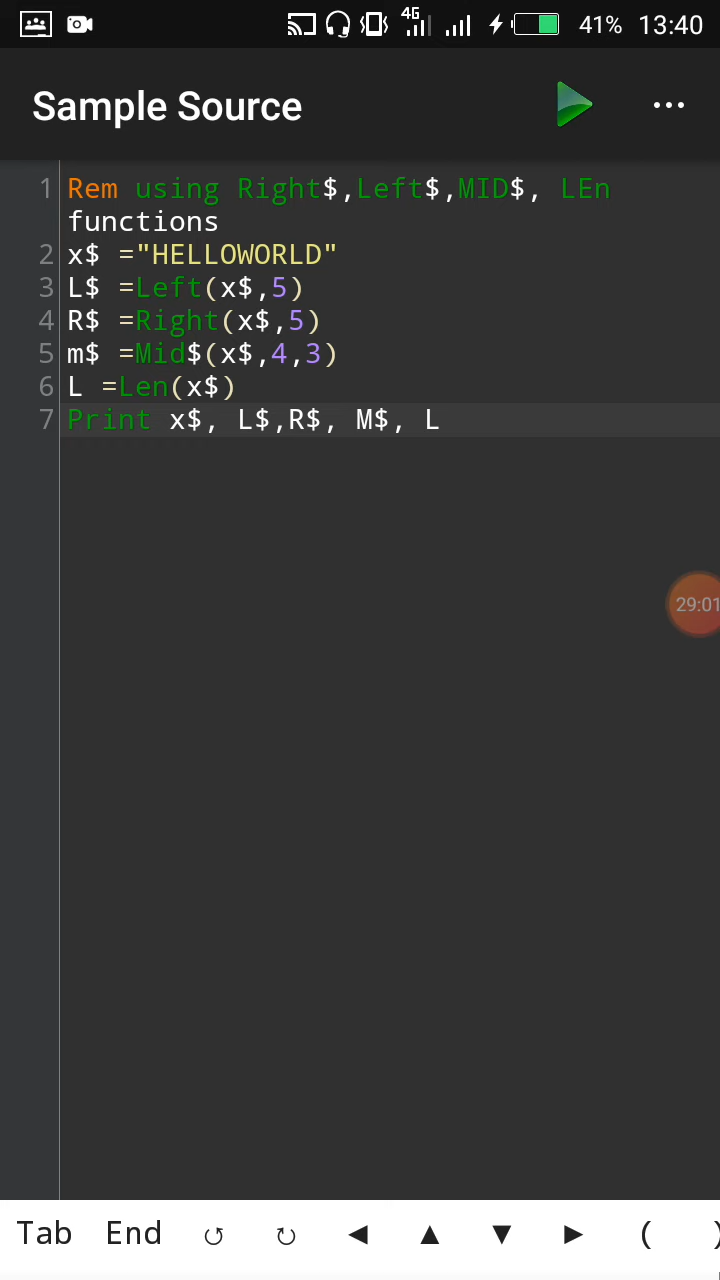 4G 41% 13:40
Sample Source
1 Rem using Right$,Left$,MID$, LEn
functions
2 x$ ="HELLOWORLD"
3 L$ =Left(x$,5)
4 R$ =Right(x$,5)
5 m$ =Mid$(x$,4,3)
6 L =Len(x$)
7 Print x$, L$,R$, M$, L
29:01
Tab End ↺ ↻ ◀ ▲ ▼ ▶ ( )